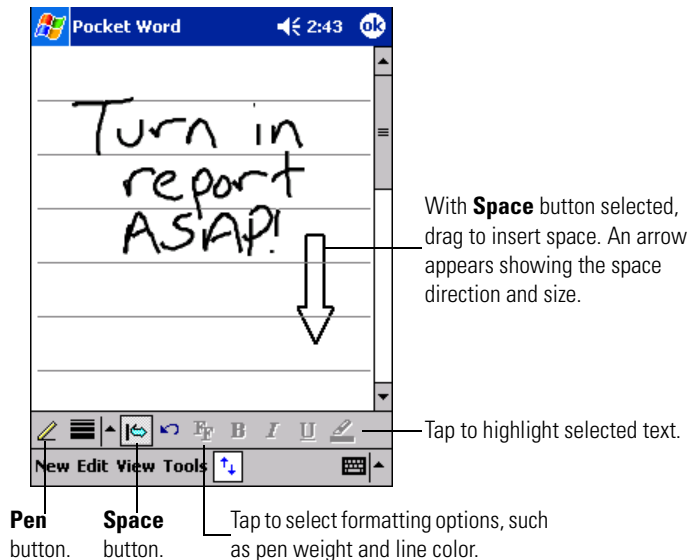 Pocket Word 2:43 ok
Turn in
report
ASAP!
With Space button selected,
drag to insert space. An arrow
appears showing the space
direction and size.
FF B I U
Tap to highlight selected text.
New Edit View Tools
Pen
button.
Space
button.
Tap to select formatting options, such
as pen weight and line color.